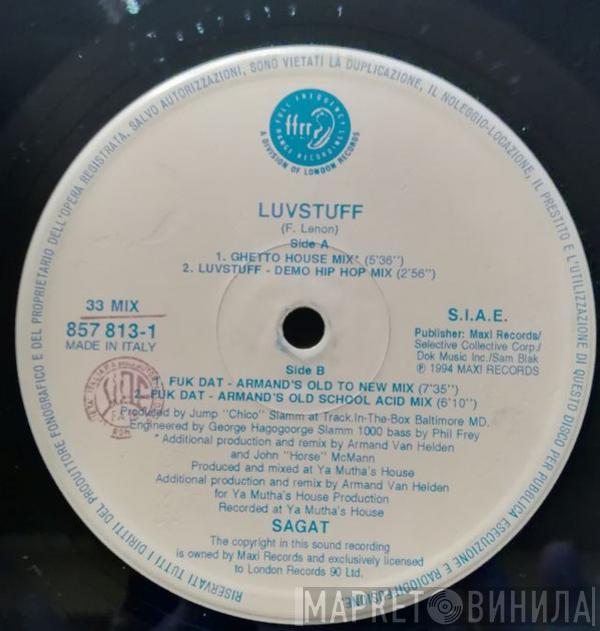 RISERVATI TUTTI I DIRITTI DEL PRODUTTORE FONOGRAFICO E DEL PROPRIETARIO DELL'OPERA REGISTRATA, SALVO AUTORIZZAZIONI, SONO VIETATI LA DUPLICAZIONE, IL NOLEGGIO-LOCAZIONE, IL PRESTITO E L'UTILIZZAZIONE DI QUESTO DISCO PER PUBBLICA ESECUZIONE E RADIODIFFUSIONE
FULL FREQUENCY
ffrr
RANGE RECORDINGS
A DIVISION OF LONDON RECORDS
LUVSTUFF
(F. Lenon)
Side A
1. GHETTO HOUSE MIX* (5'36")
2. LUVSTUFF - DEMO HIP HOP MIX (2'56")
33 MIX
857 813-1
MADE IN ITALY
S.I.A.E.
Publisher: Maxi Records/
Selective Collective Corp./
Dok Music Inc./Sam Blak
℗ 1994 MAXI RECORDS
Side B
1. FUK DAT - ARMAND'S OLD TO NEW MIX (7'35")
2. FUK DAT - ARMAND'S OLD SCHOOL ACID MIX (6'10")
Produced by Jump "Chico" Slamm at Track.In.The-Box Baltimore MD.
Engineered by George Hagogoorge Slamm 1000 bass by Phil Frey
*Additional production and remix by Armand Van Helden
and John "Horse" McMann
Produced and mixed at Ya Mutha's House
Additional production and remix by Armand Van Helden
for Ya Mutha's House Production
Recorded at Ya Mutha's House
SAGAT
The copyright in this sound recording
is owned by Maxi Records and exclusively licensed
to London Records 90 Ltd.
МАРКЕТ ВИНИЛА